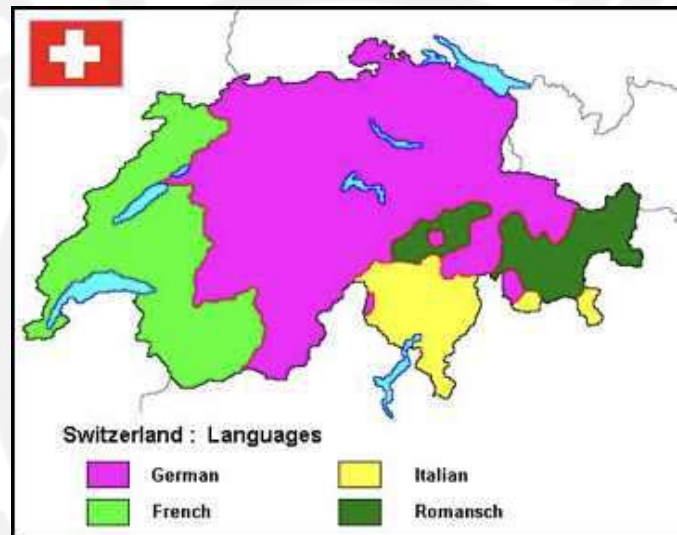 Switzerland : Languages
German
Italian
French
Romansch